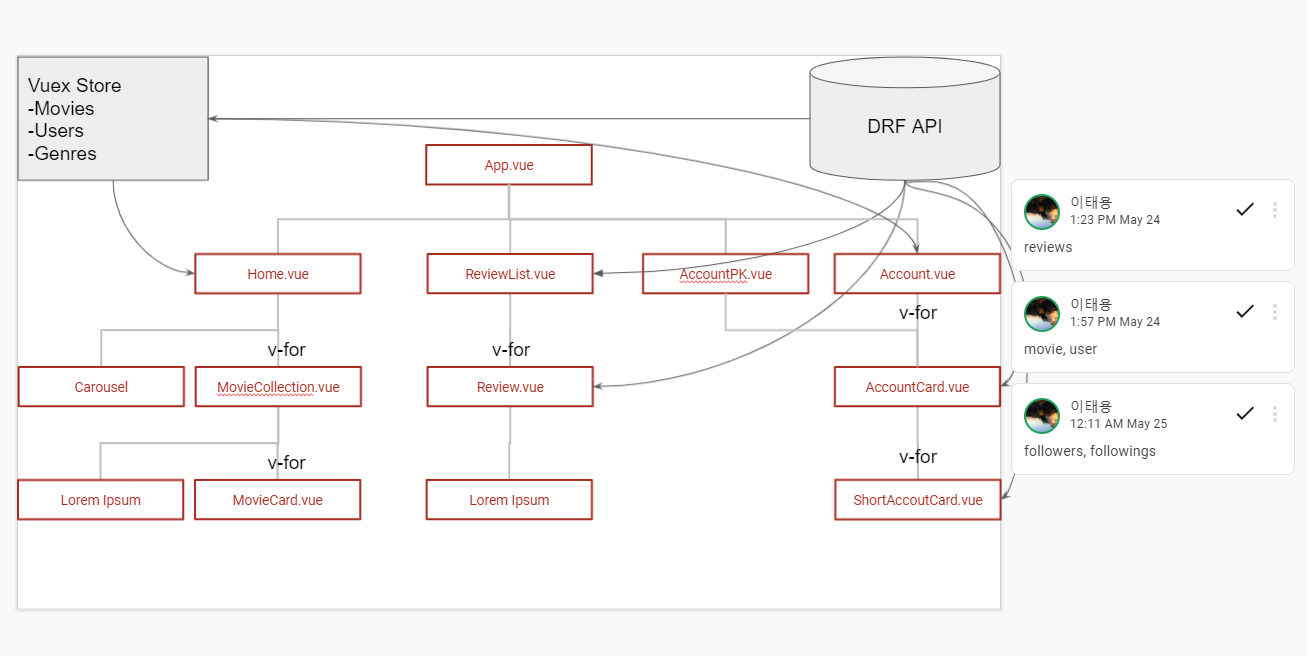 Vuex Store
-Movies
-Users
-Genres
DRF API
App.vue
Home.vue
ReviewList.vue
AccountPK.vue
Account.vue
v-for
v-for
v-for
Carousel
MovieCollection.vue
Review.vue
AccountCard.vue
v-for
v-for
Lorem Ipsum
MovieCard.vue
Lorem Ipsum
ShortAccoutCard.vue
이태용
1:23 PM May 24
reviews
이태용
1:57 PM May 24
movie, user
이태용
12:11 AM May 25
followers, followings